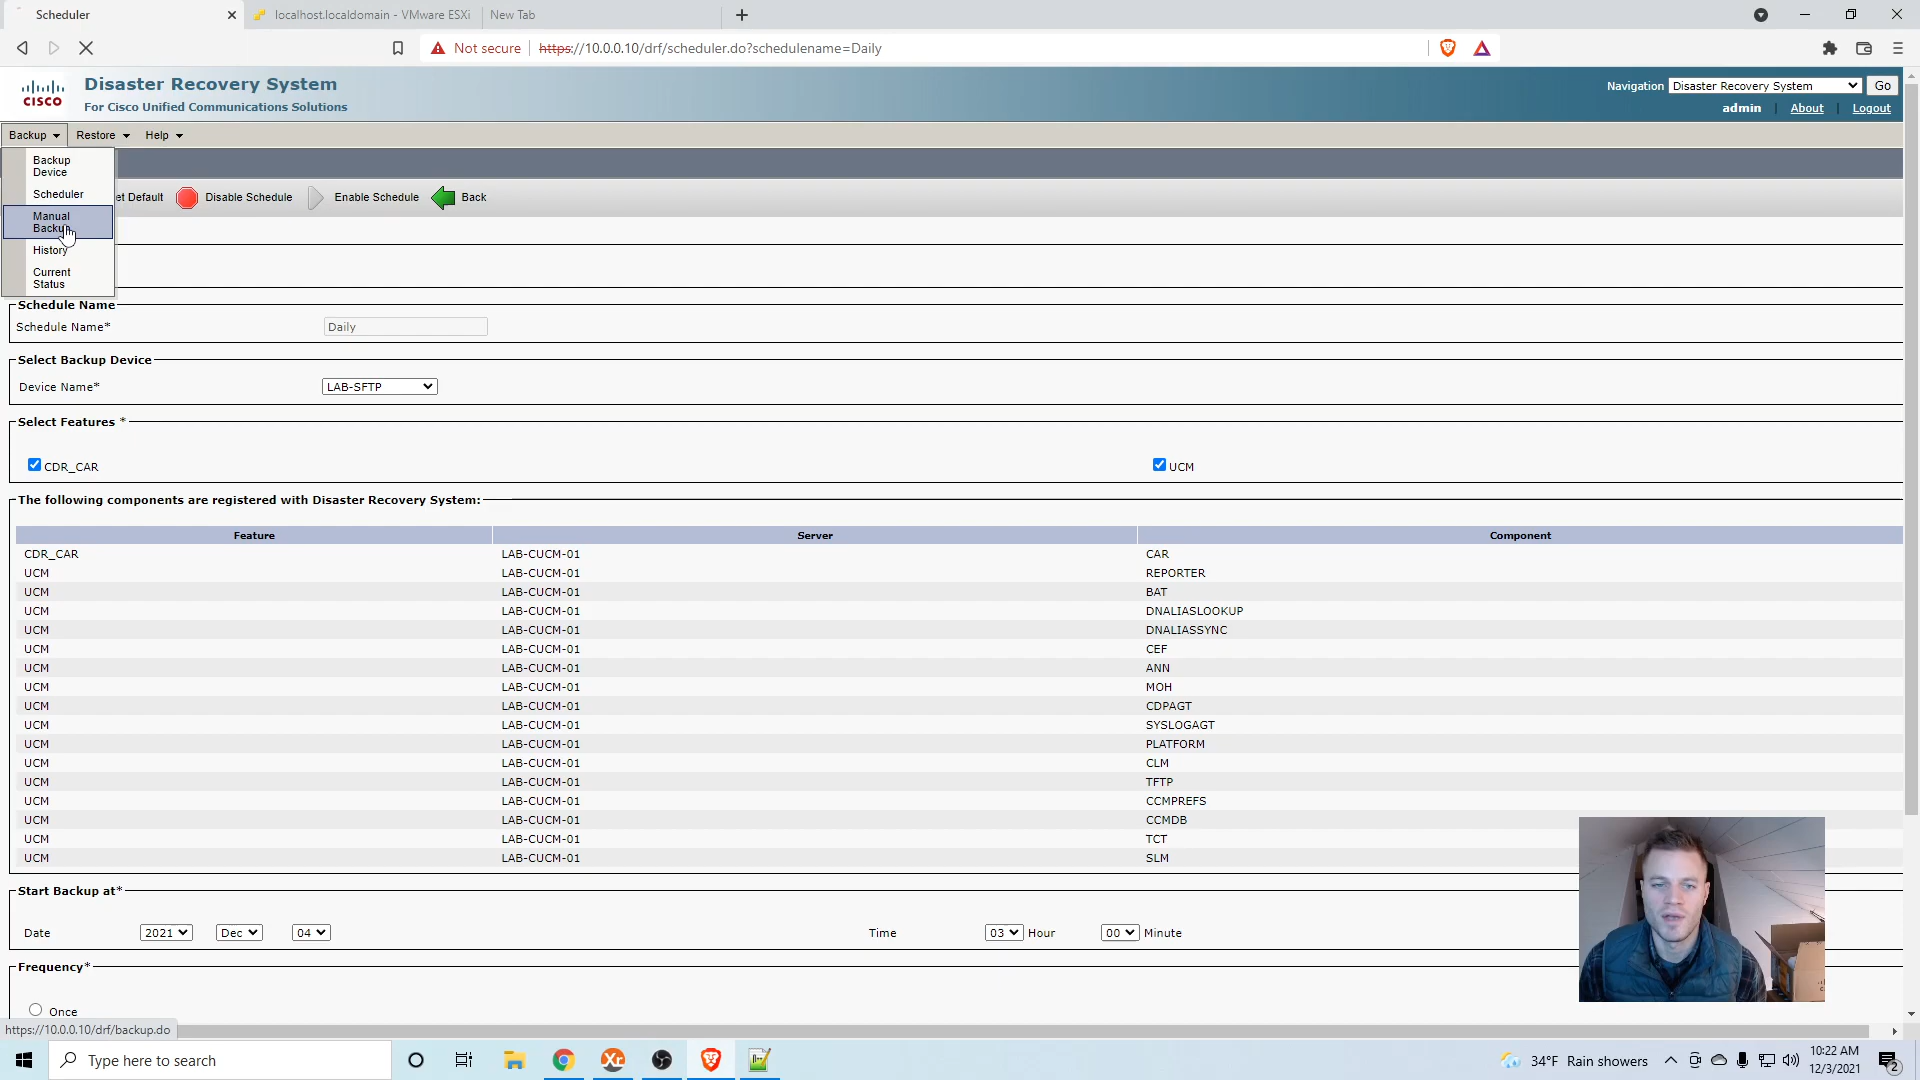 Scheduler
localhost.localdomain - VMware ESXi
New Tab
Not secure
https://10.0.0.10/drf/scheduler.do?schedulename=Daily
CISCO
Disaster Recovery System
For Cisco Unified Communications Solutions
Navigation Disaster Recovery System Go
admin | About | Logout
Backup Restore Help
Backup
Device
Scheduler
Manual
Backup
History
Current
Status
et Default Disable Schedule Enable Schedule Back
Schedule Name
Schedule Name* Daily
Select Backup Device
Device Name* LAB-SFTP
Select Features *
CDR_CAR UCM
The following components are registered with Disaster Recovery System:
Feature Server Component
CDR_CAR LAB-CUCM-01 CAR
UCM LAB-CUCM-01 REPORTER
UCM LAB-CUCM-01 BAT
UCM LAB-CUCM-01 DNALIASLOOKUP
UCM LAB-CUCM-01 DNALIASSYNC
UCM LAB-CUCM-01 CEF
UCM LAB-CUCM-01 ANN
UCM LAB-CUCM-01 MOH
UCM LAB-CUCM-01 CDPAGT
UCM LAB-CUCM-01 SYSLOGAGT
UCM LAB-CUCM-01 PLATFORM
UCM LAB-CUCM-01 CLM
UCM LAB-CUCM-01 TFTP
UCM LAB-CUCM-01 CCMPREFS
UCM LAB-CUCM-01 CCMDB
UCM LAB-CUCM-01 TCT
UCM LAB-CUCM-01 SLM
Start Backup at*
Date 2021 Dec 04 Time 03 Hour 00 Minute
Frequency*
Once
https://10.0.0.10/drf/backup.do
Type here to search
34°F Rain showers
10:22 AM
12/3/2021
2